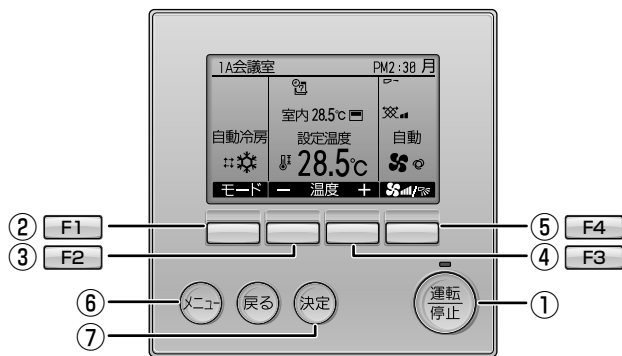 1A会議室 PM2:30 月
室内 28.5℃
自動冷房 設定温度 自動
28.5℃
モード − 温度 +
② F1
③ F2
⑤ F4
④ F3
⑥ メニュー 戻る 決定
⑦
運転
停止
①